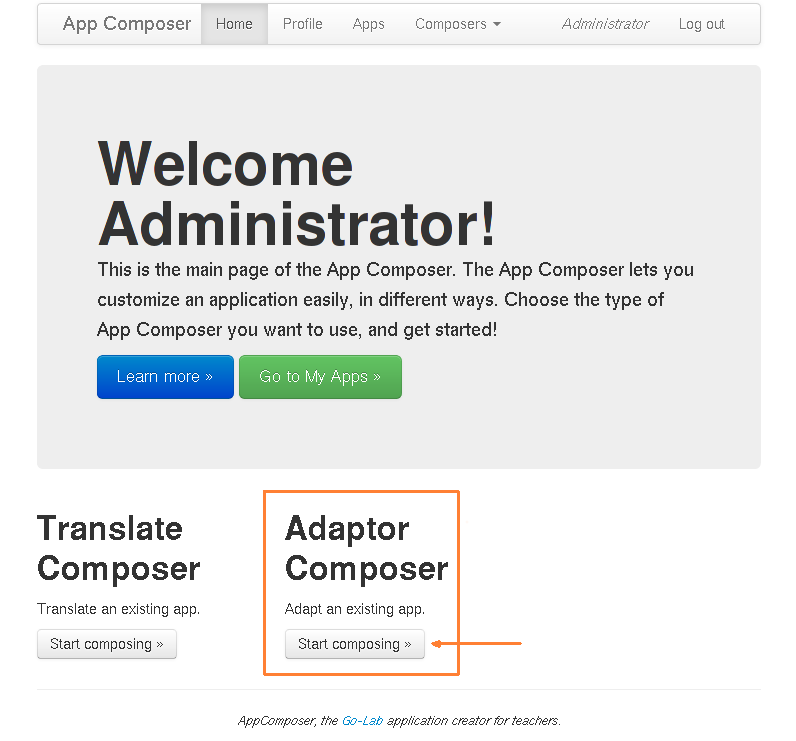 App Composer Home Profile Apps Composers Administrator Log out
Welcome
Administrator!
This is the main page of the App Composer. The App Composer lets you
customize an application easily, in different ways. Choose the type of
App Composer you want to use, and get started!
Learn more » Go to My Apps »
Translate
Composer
Translate an existing app.
Start composing »
Adaptor
Composer
Adapt an existing app.
Start composing »
AppComposer, the Go-Lab application creator for teachers.